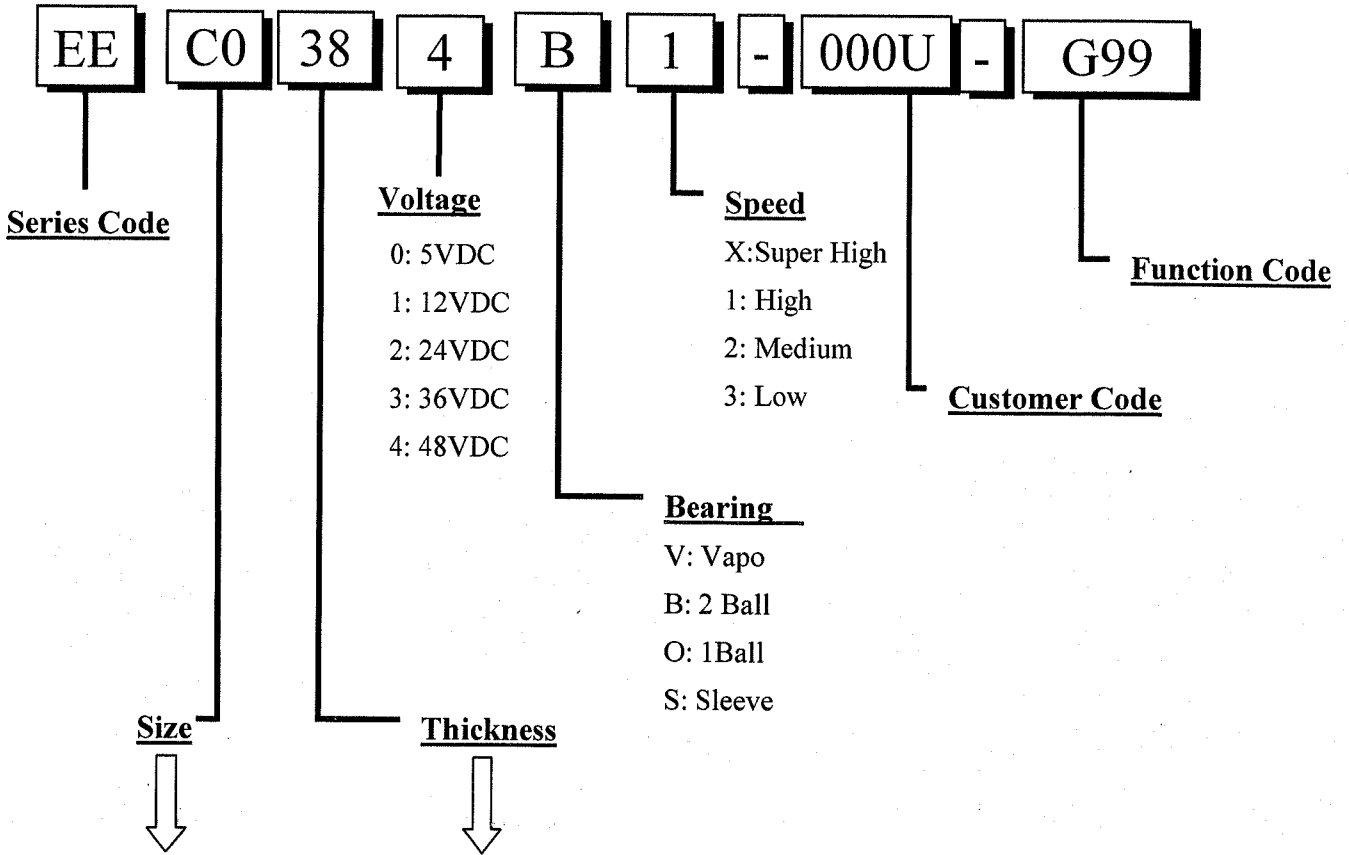 EE C0 38 4 B 1 - 000U - G99
Series Code
Voltage
0: 5VDC
1: 12VDC
2: 24VDC
3: 36VDC
4: 48VDC
Speed
X:Super High
1: High
2: Medium
3: Low
Function Code
Customer Code
Bearing
V: Vapo
B: 2 Ball
O: 1Ball
S: Sleeve
Size
Thickness